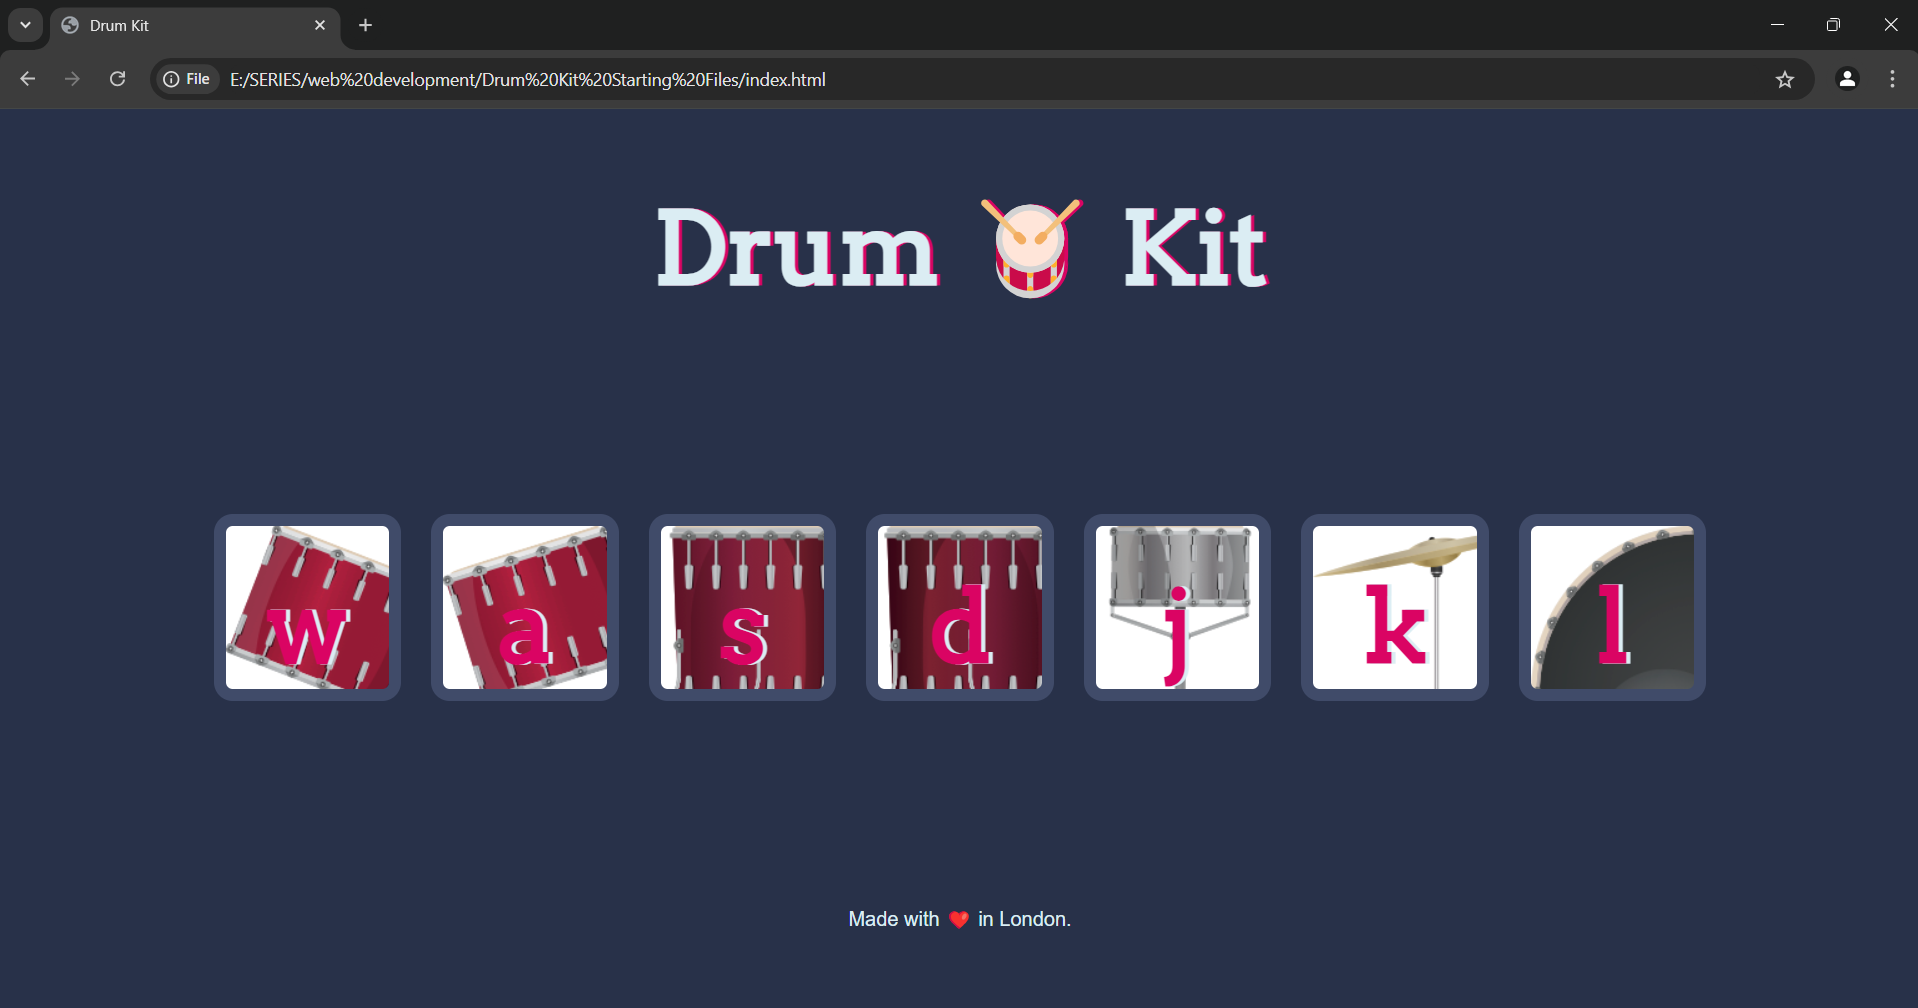 Drum Kit
File E:/SERIES/web%20development/Drum%20Kit%20Starting%20Files/index.html
Drum Kit
w a s d j k l
Made with ❤️ in London.